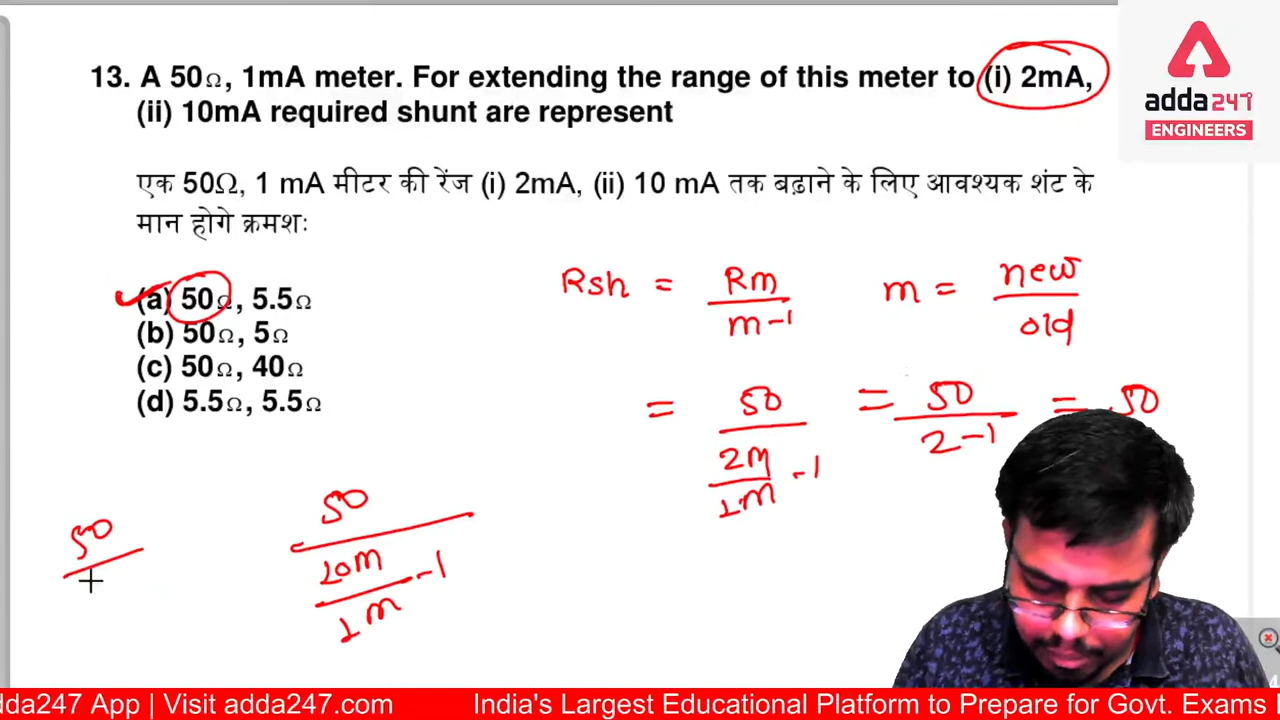 13. A 50Ω, 1mA meter. For extending the range of this meter to (i) 2mA,
(ii) 10mA required shunt are represent
adda247
ENGINEERS
एक 50Ω, 1 mA मीटर की रेंज (i) 2mA, (ii) 10 mA तक बढ़ाने के लिए आवश्यक शंट के
मान होगे क्रमशः
(a) 50Ω, 5.5Ω
(b) 50Ω, 5Ω
(c) 50Ω, 40Ω
(d) 5.5Ω, 5.5Ω
Rsh = Rm / m-1
m = new / old
= 50 / 2m/1m -1 = 50 / 2-1 = 50
50 / 10m/1m -1
50
dda247 App | Visit adda247.com
India's Largest Educational Platform to Prepare for Govt. Exams